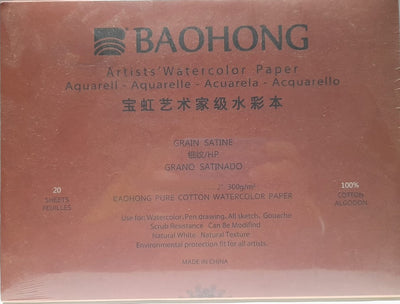 BAOHONG
Artists' Watercolor Paper
Aquarell - Aquarelle - Acuarela - Acquarello
宝虹艺术家级水彩本
GRAIN SATINE
细纹/HP
GRANO SATINADO
300g/m²
20
SHEETS
FEUILLES
100%
COTTON
ALGODON
BAOHONG PURE COTTON WATERCOLOR PAPER
Use for: Watercolor, Pen drawing, All sketch, Gouache
Scrub Resistance Can Be Modified
Natural White Natural Texture
Environmental protection fit for all artists.
MADE IN CHINA